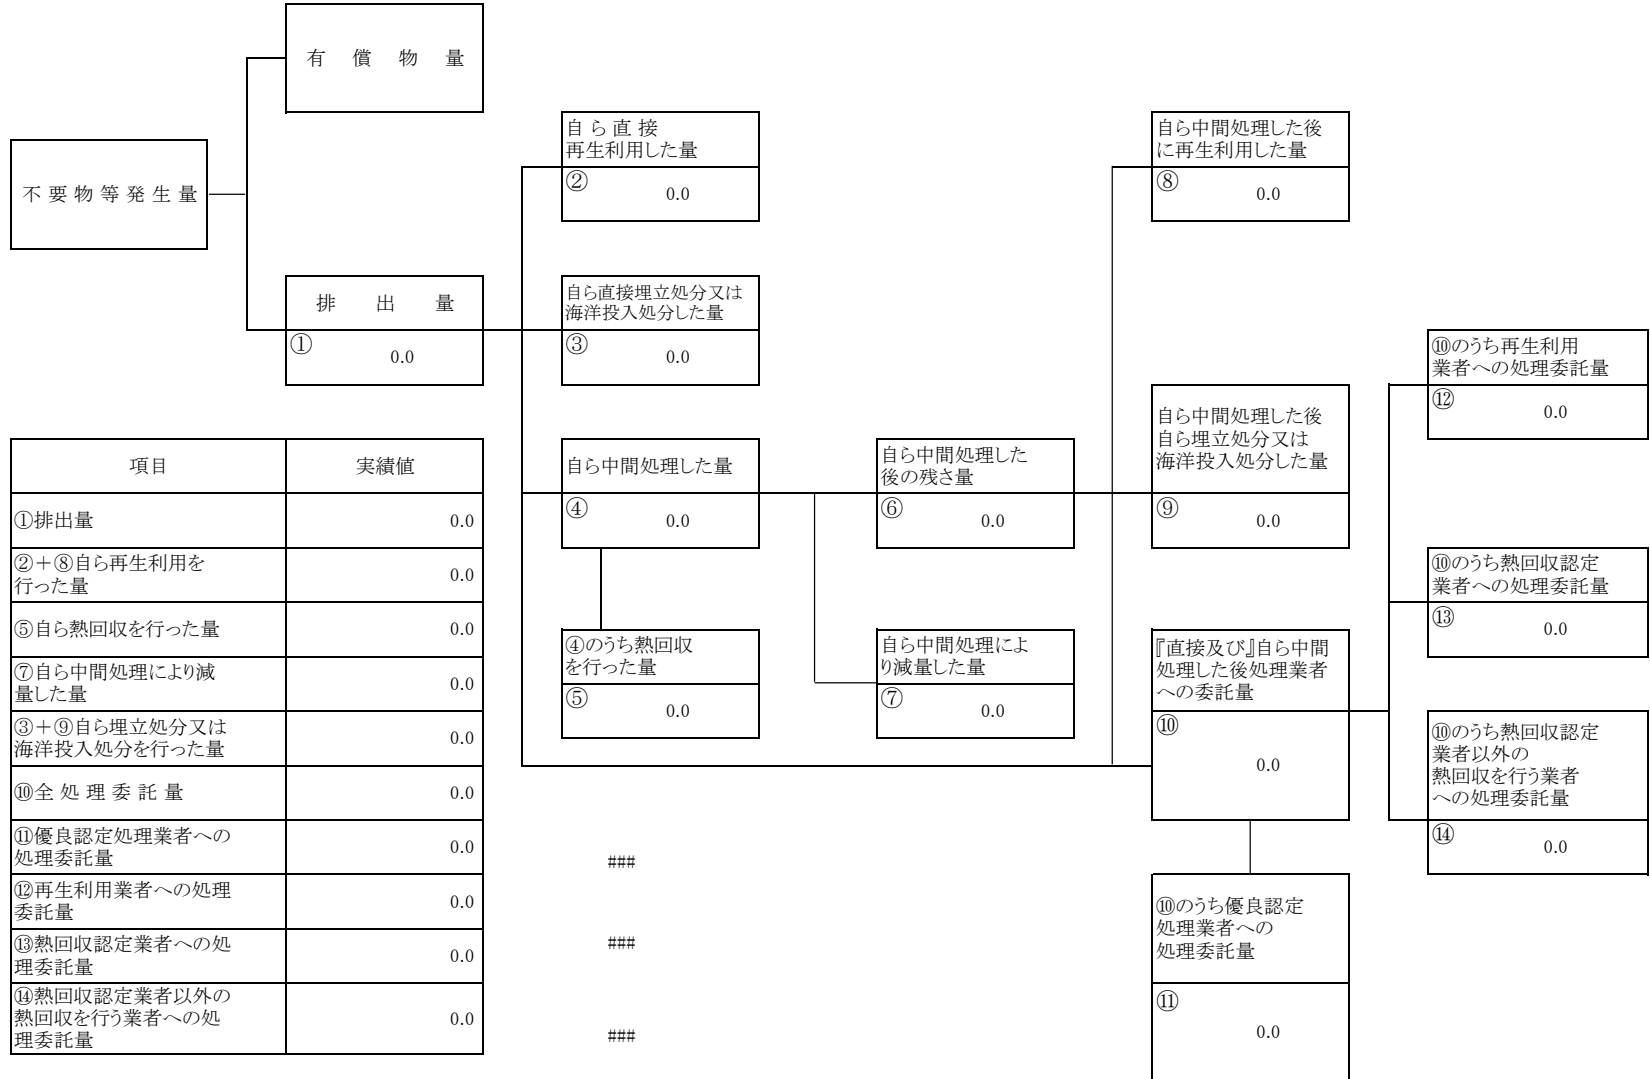 有償物量
自ら直接
再生利用した量
②
0.0
自ら中間処理した後
に再生利用した量
⑧
0.0
不要物等発生量
排出量
①
0.0
自ら直接埋立処分又は
海洋投入処分した量
③
0.0
⑩のうち再生利用
業者への処理委託量
⑫
0.0
自ら中間処理した後
自ら埋立処分又は
海洋投入処分した量
⑨
0.0
自ら中間処理した量
④
0.0
自ら中間処理した
後の残さ量
⑥
0.0
⑩のうち熱回収認定
業者への処理委託量
⑬
0.0
④のうち熱回収
を行った量
⑤
0.0
自ら中間処理によ
り減量した量
⑦
0.0
『直接及び』自ら中間
処理した後処理業者
への委託量
⑩
0.0
⑩のうち熱回収認定
業者以外の
熱回収を行う業者
への処理委託量
⑭
0.0
⑩のうち優良認定
処理業者への
処理委託量
⑪
0.0
項目 実績値
①排出量 0.0
②+⑧自ら再生利用を
行った量 0.0
⑤自ら熱回収を行った量 0.0
⑦自ら中間処理により減
量した量 0.0
③+⑨自ら埋立処分又は
海洋投入処分を行った量 0.0
⑩全処理委託量 0.0
⑪優良認定処理業者への
処理委託量 0.0
⑫再生利用業者への処理
委託量 0.0
⑬熱回収認定業者への処
理委託量 0.0
⑭熱回収認定業者以外の
熱回収を行う業者への処
理委託量 0.0
###
###
###